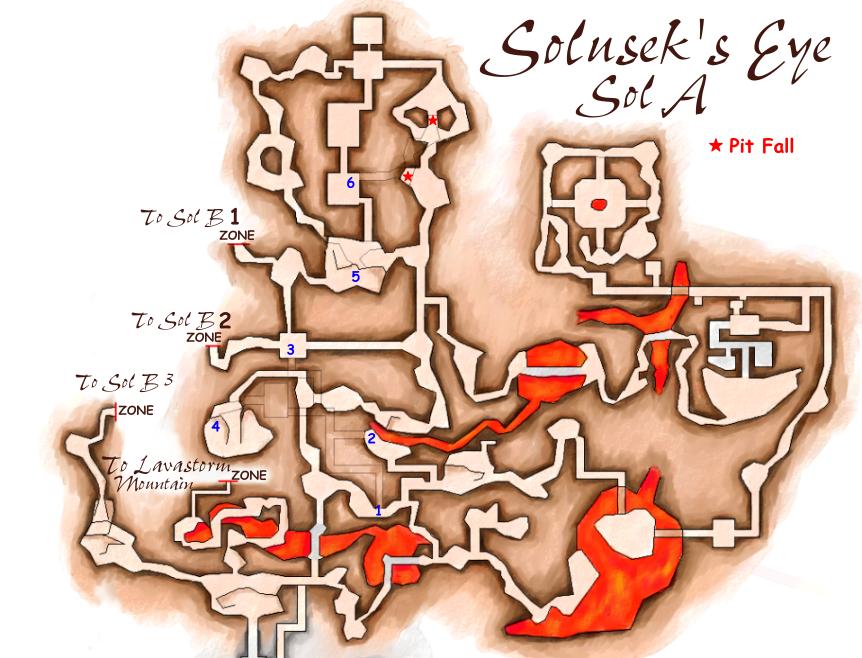 Solusek's Eye
Sol A
★ Pit Fall
6
To Sol B 1
ZONE
5
To Sol B 2
ZONE
3
To Sol B 3
ZONE
4
2
To Lavastorm
Mountain
ZONE
1